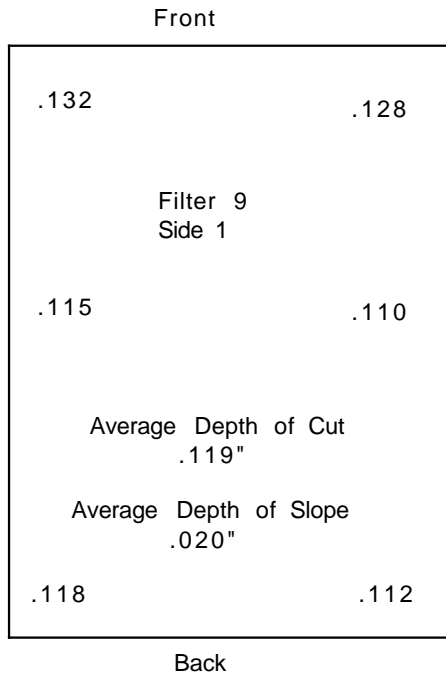 Front
.132 .128
Filter 9
Side 1
.115 .110
Average Depth of Cut
.119"
Average Depth of Slope
.020"
.118 .112
Back